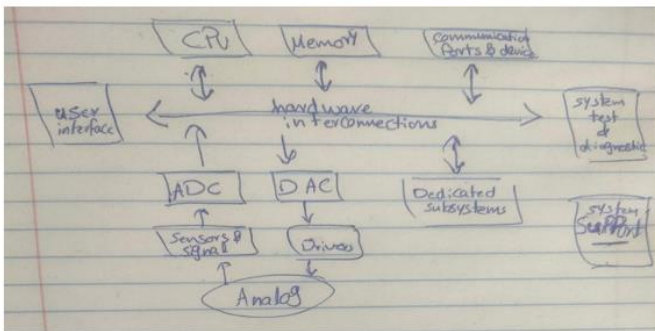 CPU
Memory
Communication
Ports & device
user
interface
hardware
interconnections
system
test
&
diagnostic
ADC
DAC
Dedicated
subsystems
Sensors &
signal
Drives
system
Support
Analog